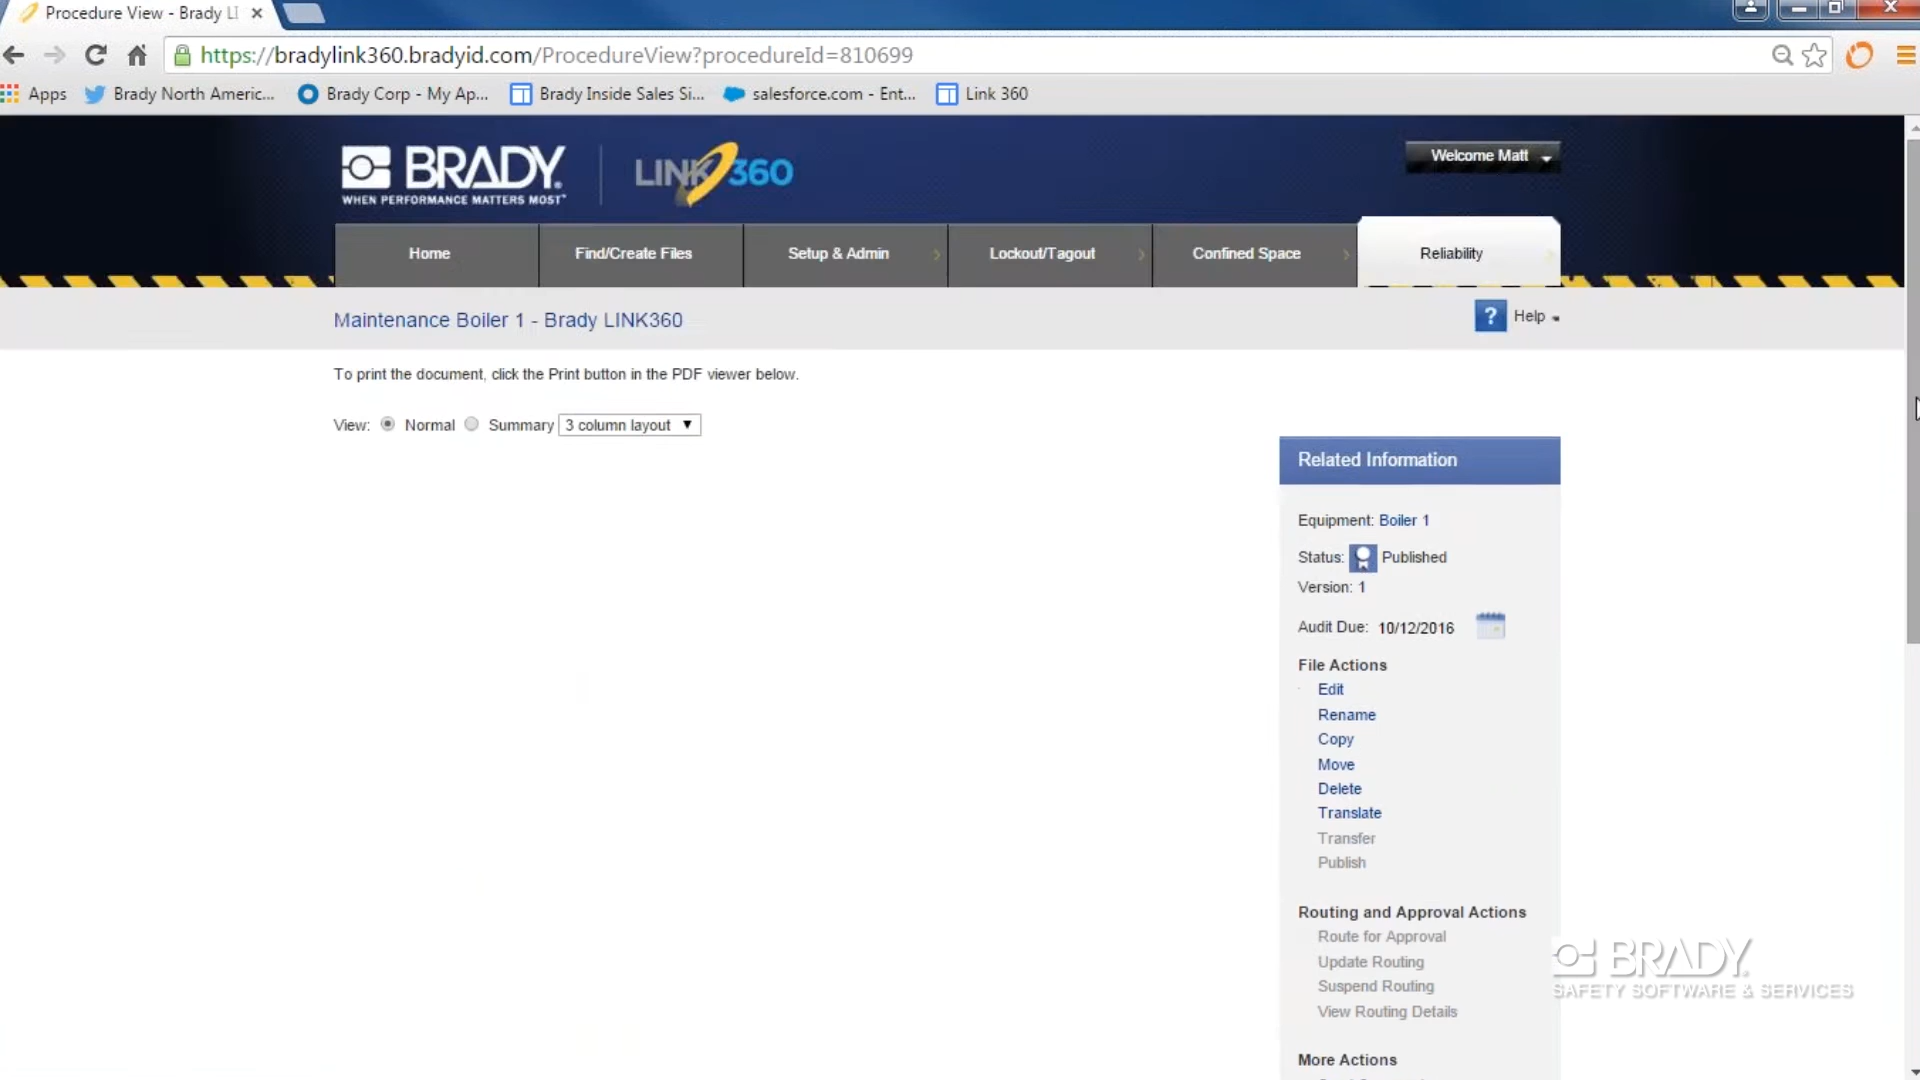 Procedure View - Brady LI
https://bradylink360.bradyid.com/ProcedureView?procedureId=810699
Apps Brady North Americ... Brady Corp - My Ap... Brady Inside Sales Si... salesforce.com - Ent... Link 360
BRADY LINK 360 Welcome Matt
WHEN PERFORMANCE MATTERS MOST
Home Find/Create Files Setup & Admin Lockout/Tagout Confined Space Reliability
Maintenance Boiler 1 - Brady LINK360 ? Help
To print the document, click the Print button in the PDF viewer below.
View: Normal Summary 3 column layout
Related Information
Equipment: Boiler 1
Status: Published
Version: 1
Audit Due: 10/12/2016
File Actions
Edit
Rename
Copy
Move
Delete
Translate
Transfer
Publish
Routing and Approval Actions
Route for Approval
Update Routing
Suspend Routing
View Routing Details
BRADY
SAFETY SOFTWARE & SERVICES
More Actions